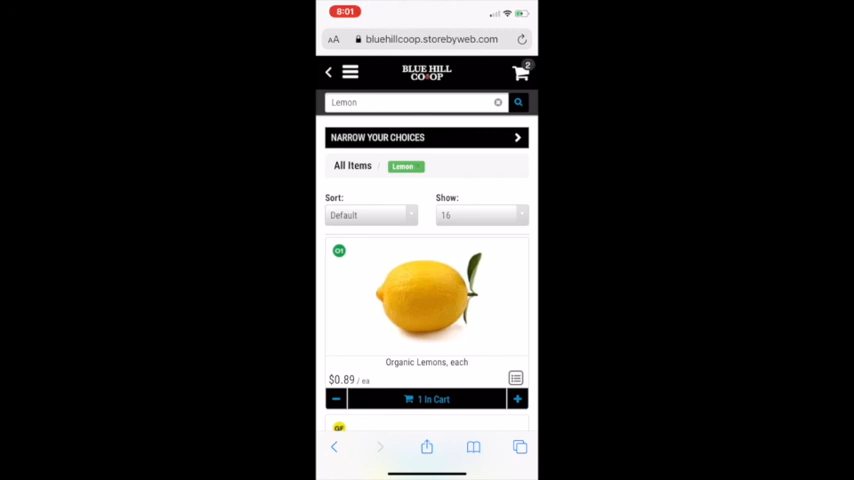 8:01
AA bluehillcoop.storebyweb.com
BLUE HILL
CO-OP
2
Lemon
NARROW YOUR CHOICES
All Items / Lemon
Sort: Show:
Default 16
O1
Organic Lemons, each
$0.89 / ea
1 In Cart
GF